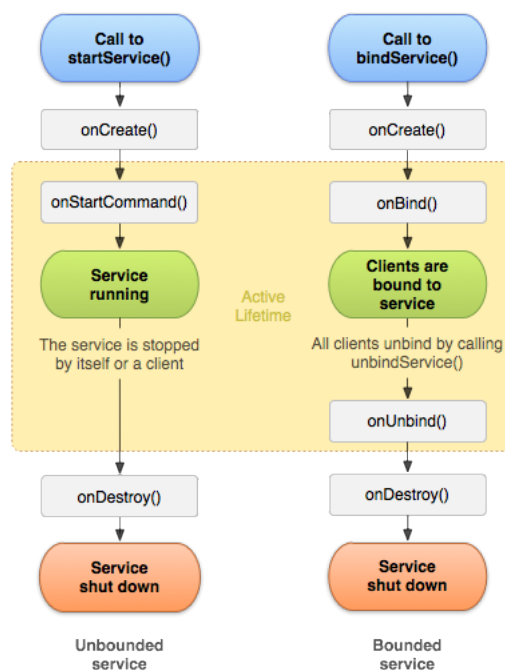 Call to
startService()
onCreate()
onStartCommand()
Service
running
The service is stopped
by itself or a client
onDestroy()
Service
shut down
Unbounded
service
Active
Lifetime
Call to
bindService()
onCreate()
onBind()
Clients are
bound to
service
All clients unbind by calling
unbindService()
onUnbind()
onDestroy()
Service
shut down
Bounded
service